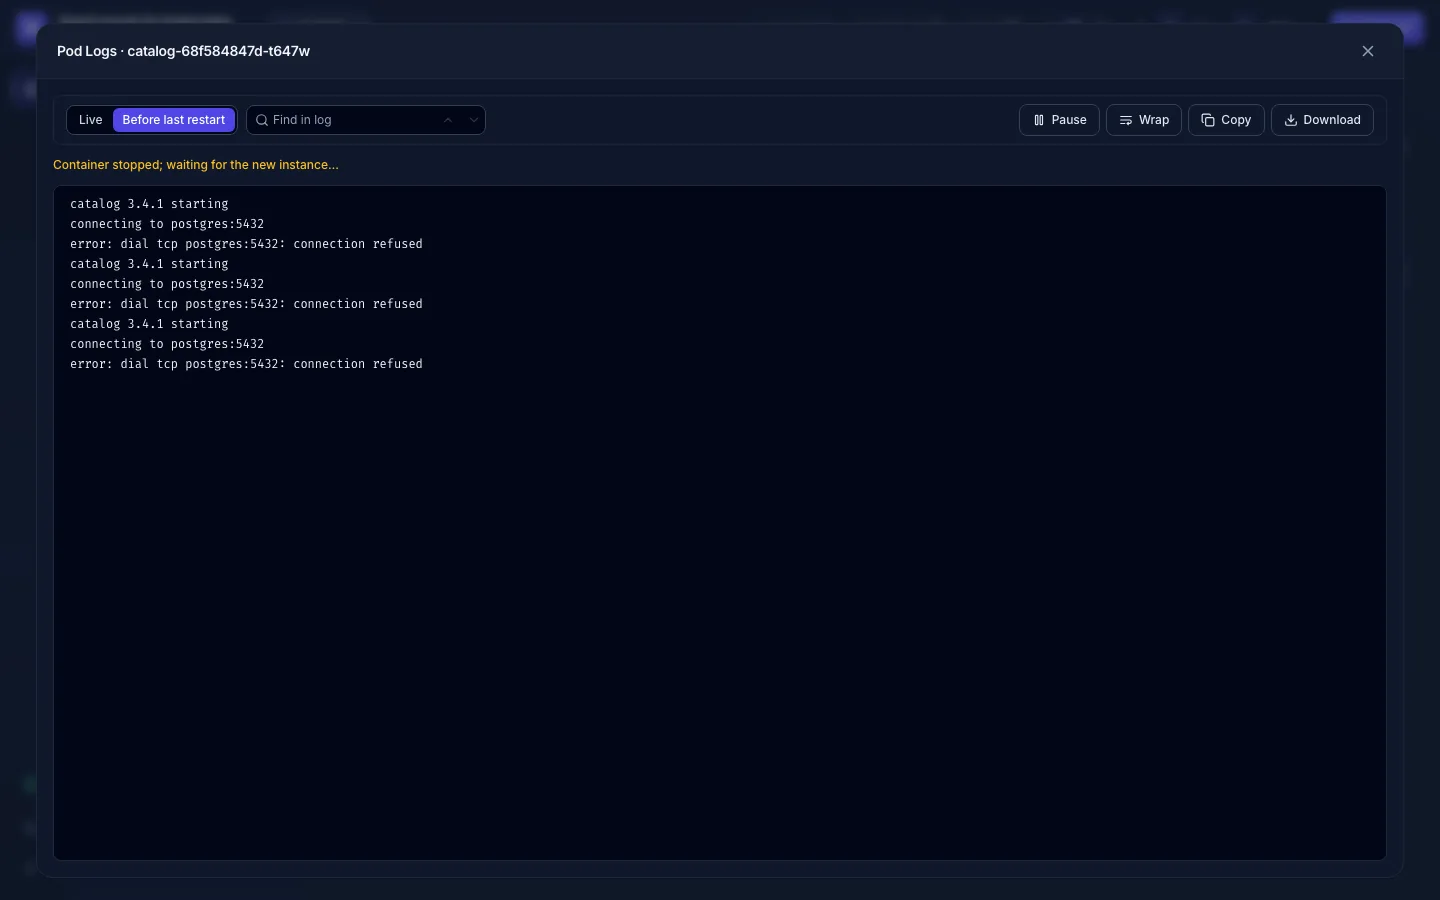 Pod Logs · catalog-68f584847d-t647w
Live
Before last restart
Find in log
Pause
Wrap
Copy
Download
Container stopped; waiting for the new instance...
catalog 3.4.1 starting
connecting to postgres:5432
error: dial tcp postgres:5432: connection refused
catalog 3.4.1 starting
connecting to postgres:5432
error: dial tcp postgres:5432: connection refused
catalog 3.4.1 starting
connecting to postgres:5432
error: dial tcp postgres:5432: connection refused